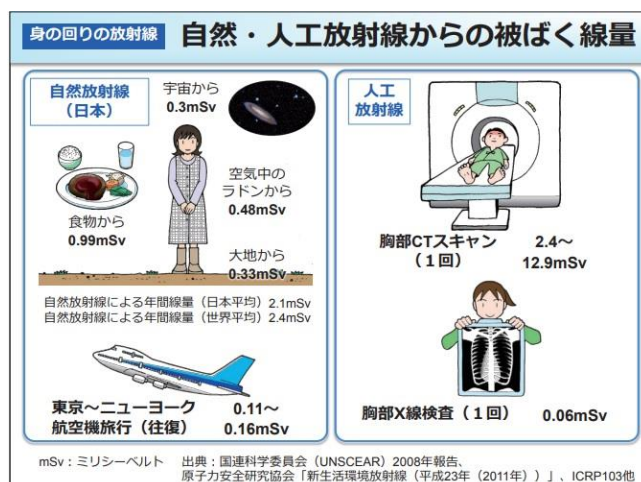 身の回りの放射線
自然・人工放射線からの被ばく線量
自然放射線
（日本）
宇宙から
0.3mSv
空気中の
ラドンから
0.48mSv
食物から
0.99mSv
大地から
0.33mSv
自然放射線による年間線量（日本平均）2.1mSv
自然放射線による年間線量（世界平均）2.4mSv
東京～ニューヨーク
航空機旅行（往復）
0.11～
0.16mSv
人工
放射線
胸部CTスキャン
（１回）
2.4～
12.9mSv
胸部X線検査（１回） 0.06mSv
mSv：ミリシーベルト 出典：国連科学委員会（UNSCEAR）2008年報告、
原子力安全研究協会「新生活環境放射線（平成23年（2011年））」、ICRP103他